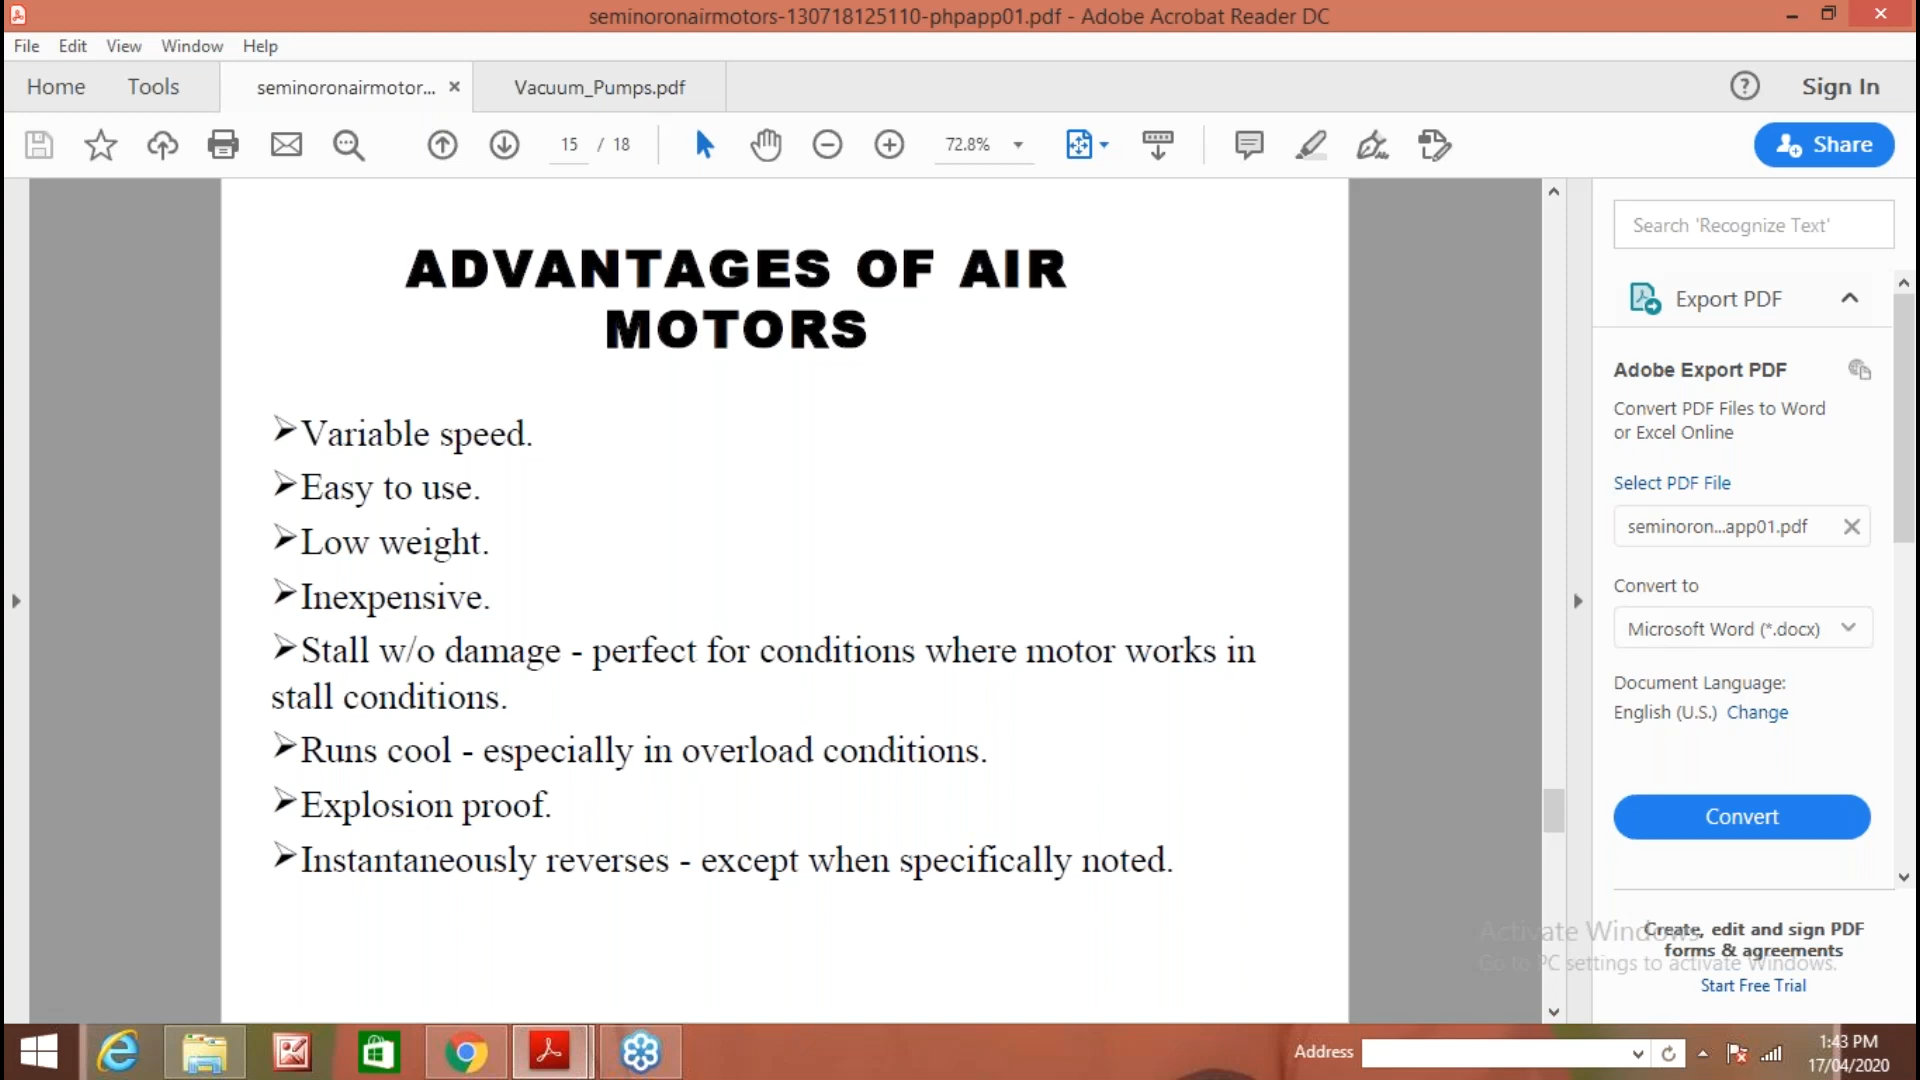 seminoronairmotors-130718125110-phpapp01.pdf - Adobe Acrobat Reader DC
File Edit View Window Help
Home Tools seminoronairmotor... × Vacuum_Pumps.pdf ? Sign In
15 / 18 72.8% Share
ADVANTAGES OF AIR
MOTORS
➢Variable speed.
➢Easy to use.
➢Low weight.
➢Inexpensive.
➢Stall w/o damage - perfect for conditions where motor works in
stall conditions.
➢Runs cool - especially in overload conditions.
➢Explosion proof.
➢Instantaneously reverses - except when specifically noted.
Search 'Recognize Text'
Export PDF
Adobe Export PDF
Convert PDF Files to Word
or Excel Online
Select PDF File
seminoron...app01.pdf
Convert to
Microsoft Word (*.docx)
Document Language:
English (U.S.) Change
Convert
Activate Windows
Go to PC settings to activate Windows.
Create, edit and sign PDF
forms & agreements
Start Free Trial
Address
1:43 PM
17/04/2020